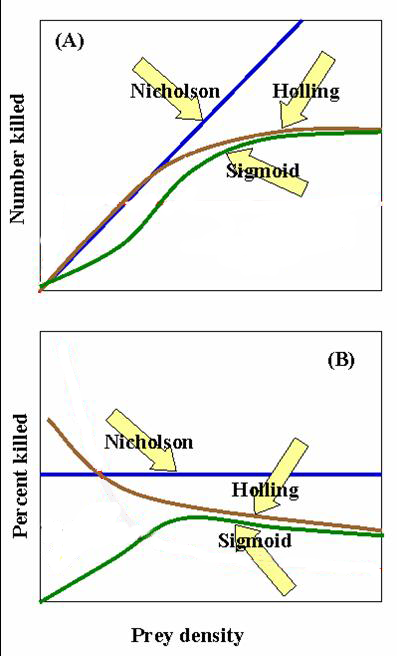 (A)
Nicholson
Holling
Sigmoid
Number killed
(B)
Nicholson
Holling
Sigmoid
Percent killed
Prey density